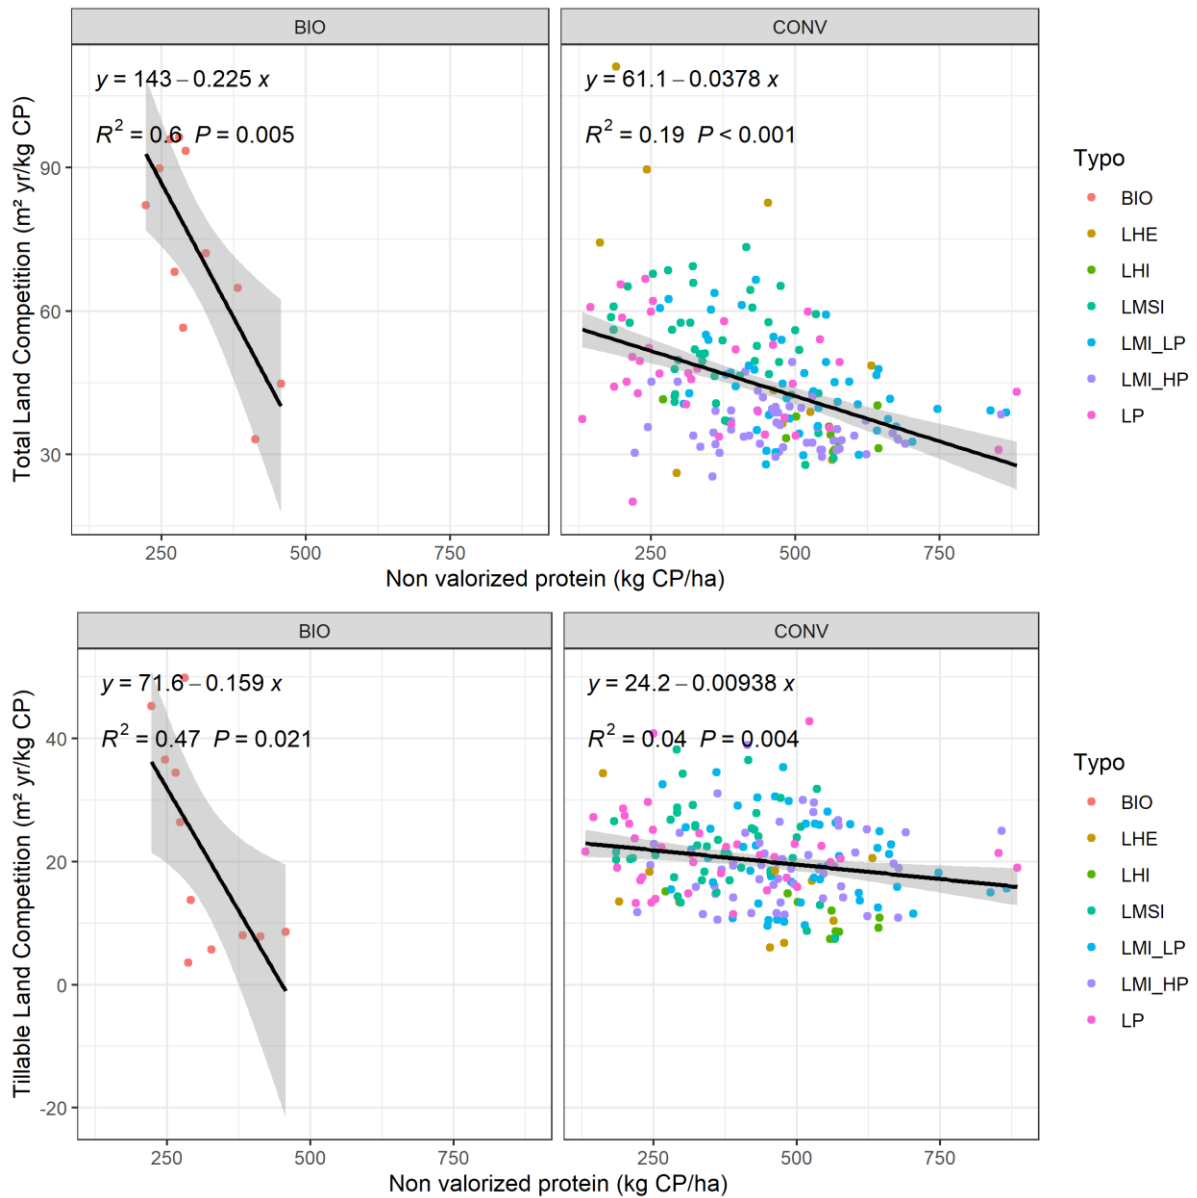 BIO
CONV
y = 143 − 0.225 x
R² = 0.6 P = 0.005
y = 61.1 − 0.0378 x
R² = 0.19 P < 0.001
Total Land Competition (m² yr/kg CP)
90
60
30
250
500
750
250
500
750
Non valorized protein (kg CP/ha)
Typo
BIO
LHE
LHI
LMSI
LMI_LP
LMI_HP
LP
BIO
CONV
y = 71.6 − 0.159 x
R² = 0.47 P = 0.021
y = 24.2 − 0.00938 x
R² = 0.04 P = 0.004
Tillable Land Competition (m² yr/kg CP)
40
20
0
-20
250
500
750
250
500
750
Non valorized protein (kg CP/ha)
Typo
BIO
LHE
LHI
LMSI
LMI_LP
LMI_HP
LP